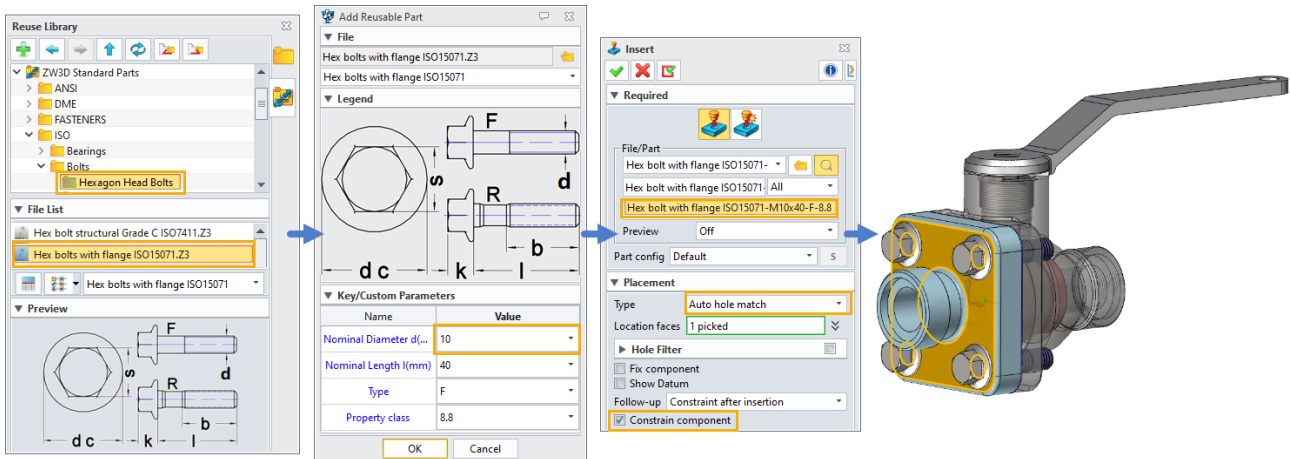 Reuse Library
ZW3D Standard Parts
ANSI
DME
FASTENERS
ISO
Bearings
Bolts
Hexagon Head Bolts
File List
Hex bolt structural Grade C ISO7411.Z3
Hex bolts with flange ISO15071.Z3
Hex bolts with flange ISO15071
Preview
F
s
d
R
b
d c
k
l
Add Reusable Part
File
Hex bolts with flange ISO15071.Z3
Hex bolts with flange ISO15071
Legend
F
s
d
R
b
d c
k
l
Key/Custom Parameters
Name Value
Nominal Diameter d(... 10
Nominal Length l(mm) 40
Type F
Property class 8.8
OK Cancel
Insert
Required
File/Part
Hex bolt with flange ISO15071-
Hex bolt with flange ISO15071- All
Hex bolt with flange ISO15071-M10x40-F-8.8
Preview Off
Part config Default S
Placement
Type Auto hole match
Location faces 1 picked
Hole Filter
Fix component
Show Datum
Follow-up Constraint after insertion
Constrain component